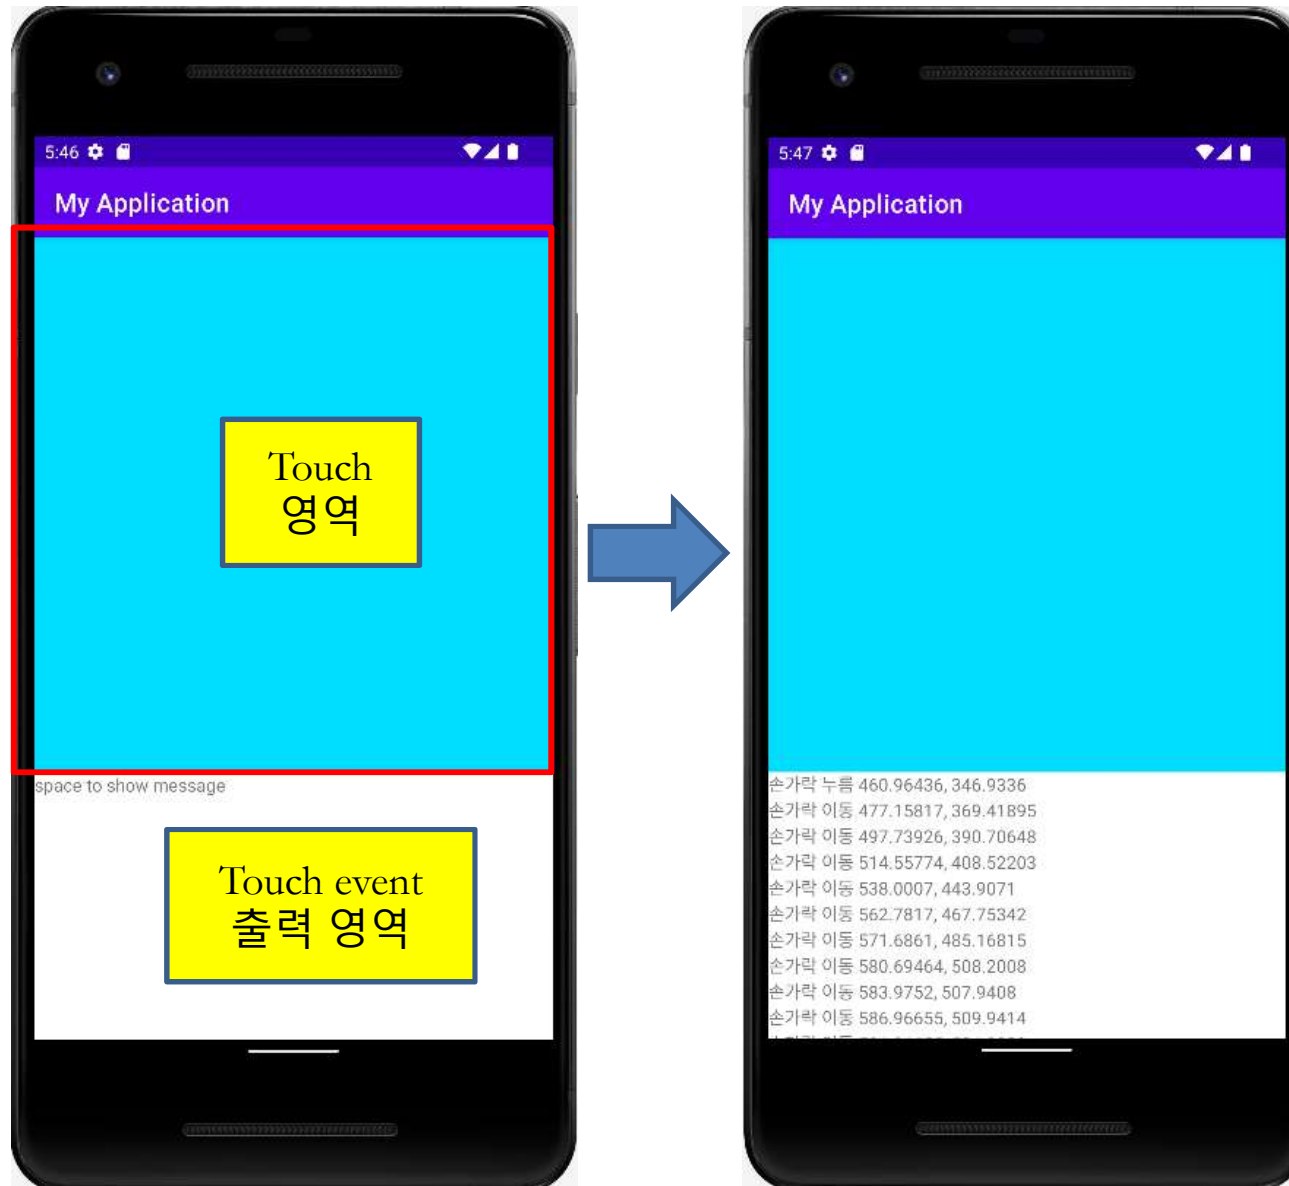 5:46
My Application
Touch
영역
space to show message
Touch event
출력 영역
5:47
My Application
손가락 누름 460.96436, 346.9336
손가락 이동 477.15817, 369.41895
손가락 이동 497.73926, 390.70648
손가락 이동 514.55774, 408.52203
손가락 이동 538.0007, 443.9071
손가락 이동 562.7817, 467.75342
손가락 이동 571.6861, 485.16815
손가락 이동 580.69464, 508.2008
손가락 이동 583.9752, 507.9408
손가락 이동 586.96655, 509.9414